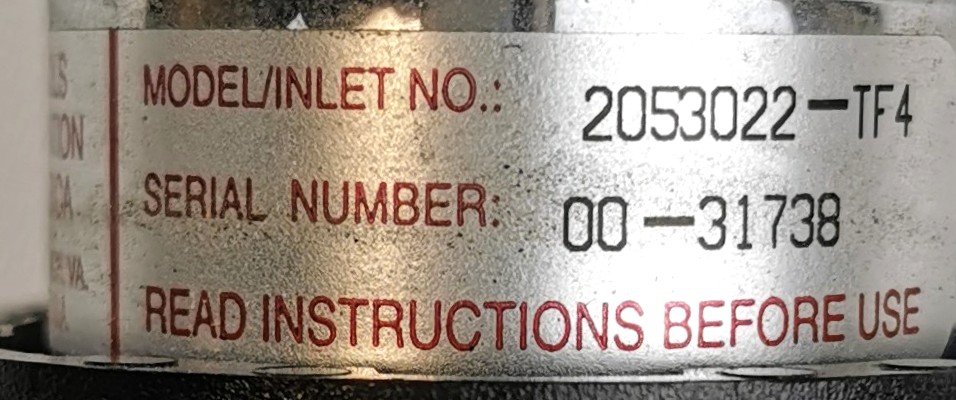 MODEL/INLET NO.: 2053022-TF4
SERIAL NUMBER: 00-31738
READ INSTRUCTIONS BEFORE USE